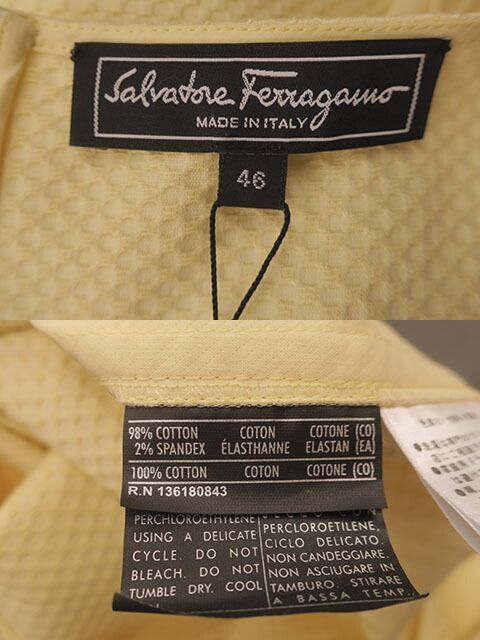 Salvatore Ferragamo
MADE IN ITALY
46
98% COTTON COTON COTONE (CO)
2% SPANDEX ÉLASTHANNE ELASTAN (EA)
100% COTTON COTON COTONE (CO)
R.N 136180843
PERCHLOROETHYLENE
USING A DELICATE
CYCLE. DO NOT
BLEACH. DO NOT
TUMBLE DRY. COOL
PERCLOROETILENE,
CICLO DELICATO.
NON CANDEGGIARE.
NON ASCIUGARE IN
TAMBURO. STIRARE
A BASSA TEMP.